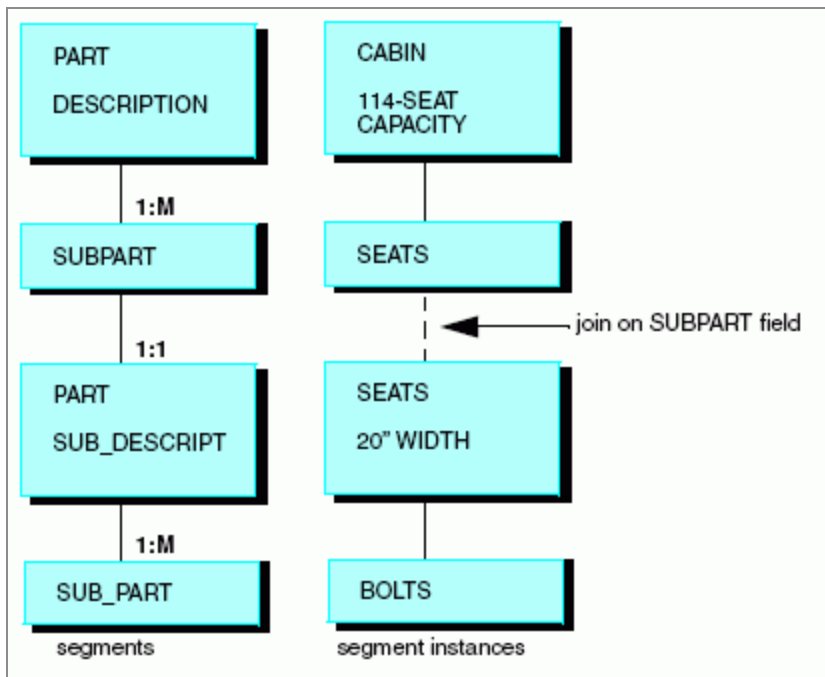 PART
DESCRIPTION
1:M
SUBPART
1:1
PART
SUB_DESCRIPT
1:M
SUB_PART
segments
CABIN
114-SEAT
CAPACITY
SEATS
join on SUBPART field
SEATS
20” WIDTH
BOLTS
segment instances